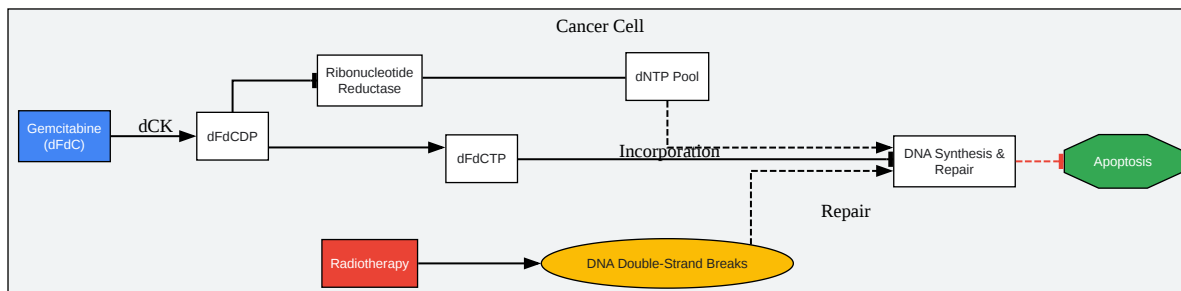 Cancer Cell
Ribonucleotide
Reductase
dNTP Pool
Gemcitabine
(dFdC)
dCK
dFdCDP
dFdCTP
Incorporation
DNA Synthesis &
Repair
Apoptosis
Repair
Radiotherapy
DNA Double-Strand Breaks